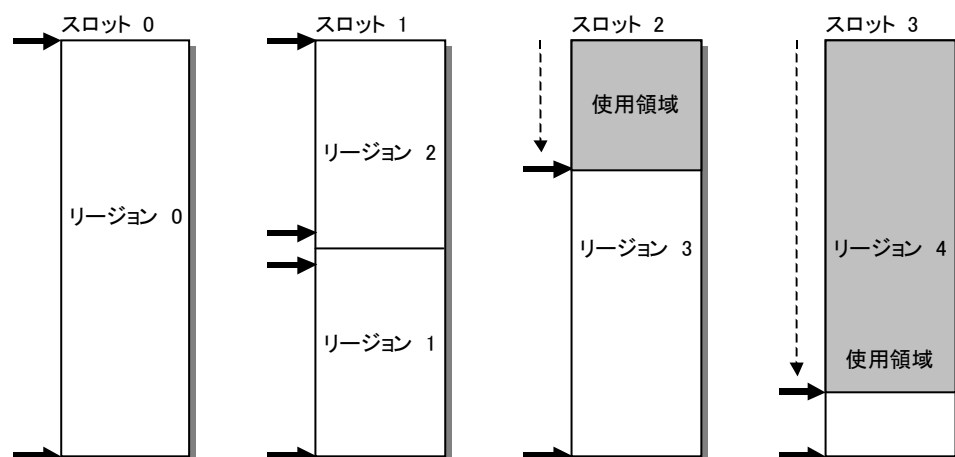 スロット 0
スロット 1
スロット 2
スロット 3
使用領域
リージョン 2
リージョン 0
リージョン 3
リージョン 4
リージョン 1
使用領域